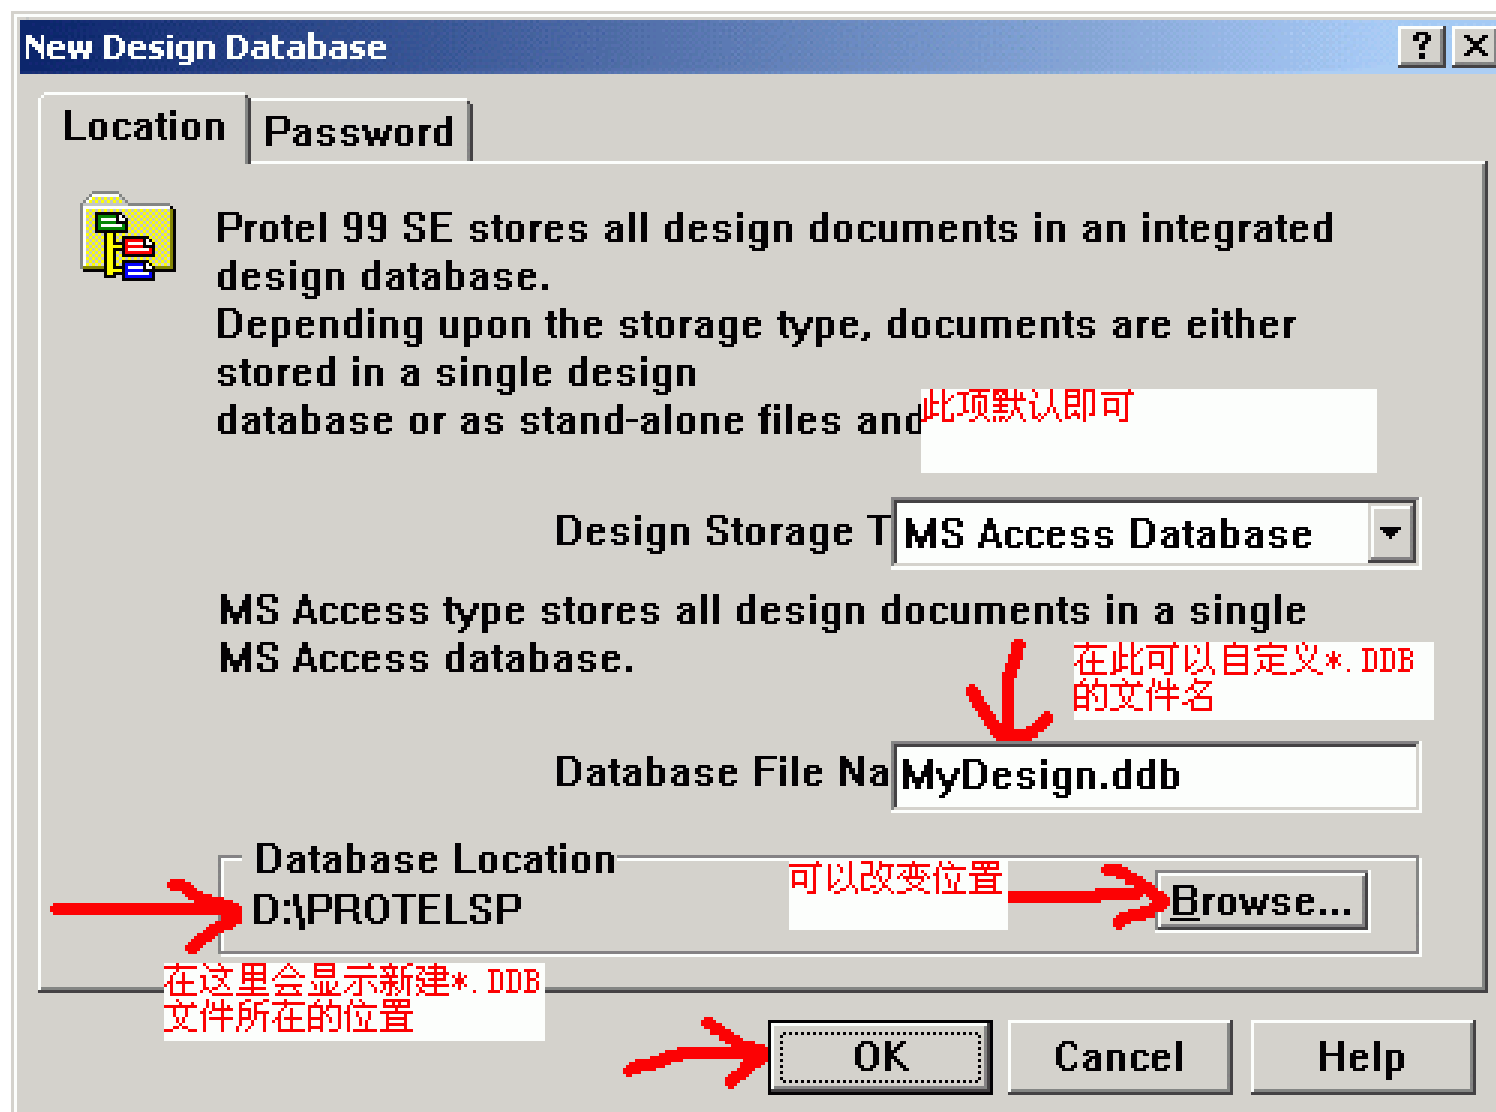 New Design Database
Location
Password
Protel 99 SE stores all design documents in an integrated
design database.
Depending upon the storage type, documents are either
stored in a single design
database or as stand-alone files and
此项默认即可
Design Storage T
MS Access Database
MS Access type stores all design documents in a single
MS Access database.
在此可以自定义*.DDB
的文件名
Database File Na
MyDesign.ddb
Database Location
D:\PROTELSP
可以改变位置
Browse...
在这里会显示新建*.DDB
文件所在的位置
OK
Cancel
Help